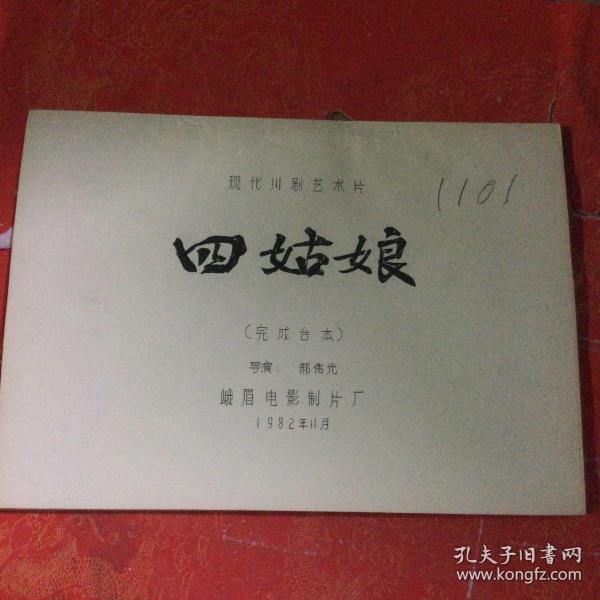 现代川剧艺术片
1101
四姑娘
（完成台本）
导演： 郝伟光
峨眉电影制片厂
1982年11月
孔夫子旧书网
www.kongfz.com